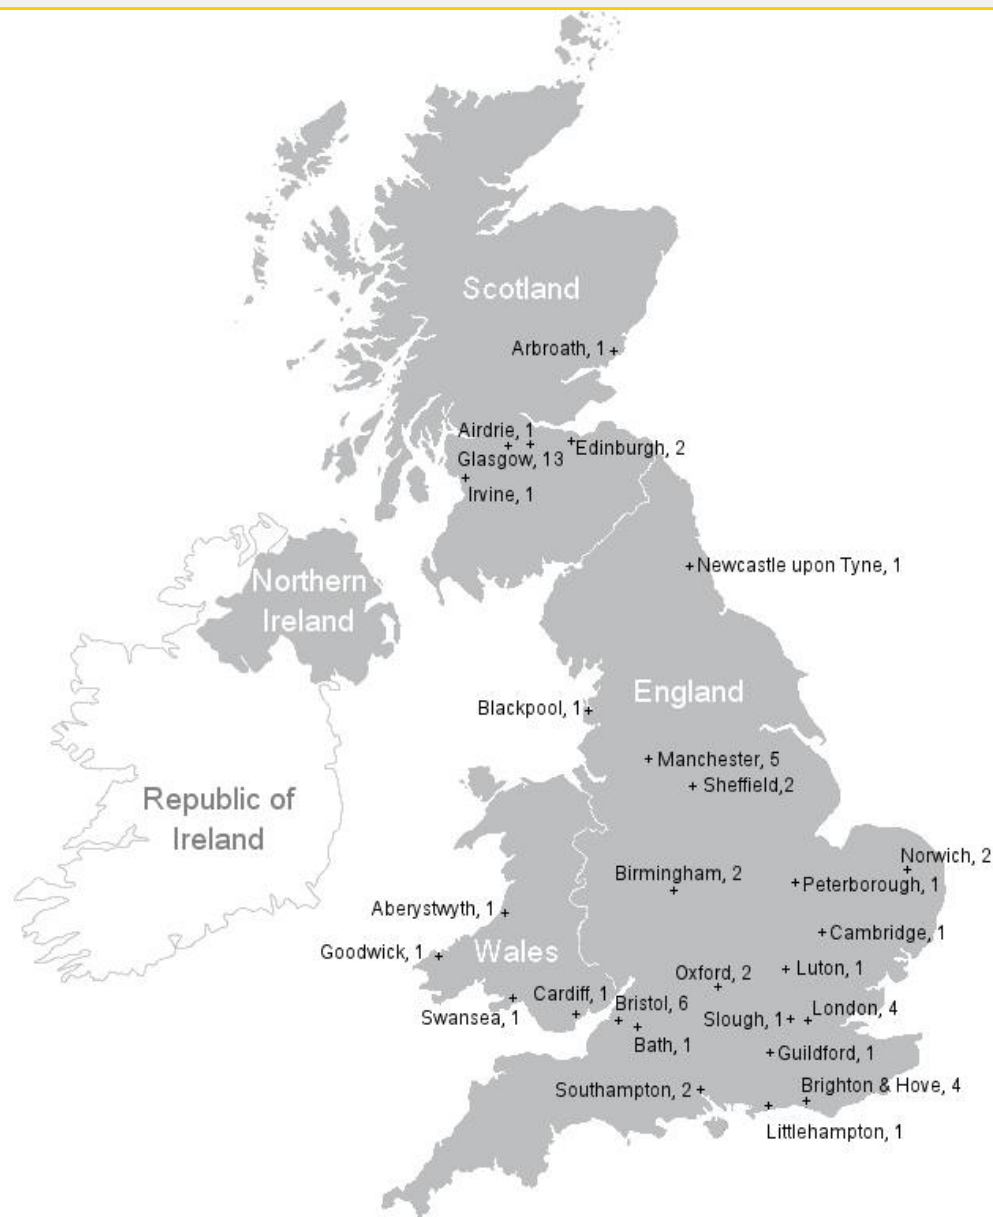 Scotland
Arbroath, 1
Airdrie, 1
Edinburgh, 2
Glasgow, 13
Irvine, 1
Newcastle upon Tyne, 1
Northern
Ireland
England
Blackpool, 1
Manchester, 5
Sheffield,2
Republic of
Ireland
Norwich, 2
Birmingham, 2
Peterborough, 1
Aberystwyth, 1
Cambridge, 1
Goodwick, 1
Wales
Luton, 1
Oxford, 2
Cardiff, 1
Bristol, 6
London, 4
Swansea, 1
Slough, 1
Bath, 1
Guildford, 1
Southampton, 2
Brighton & Hove, 4
Littlehampton, 1